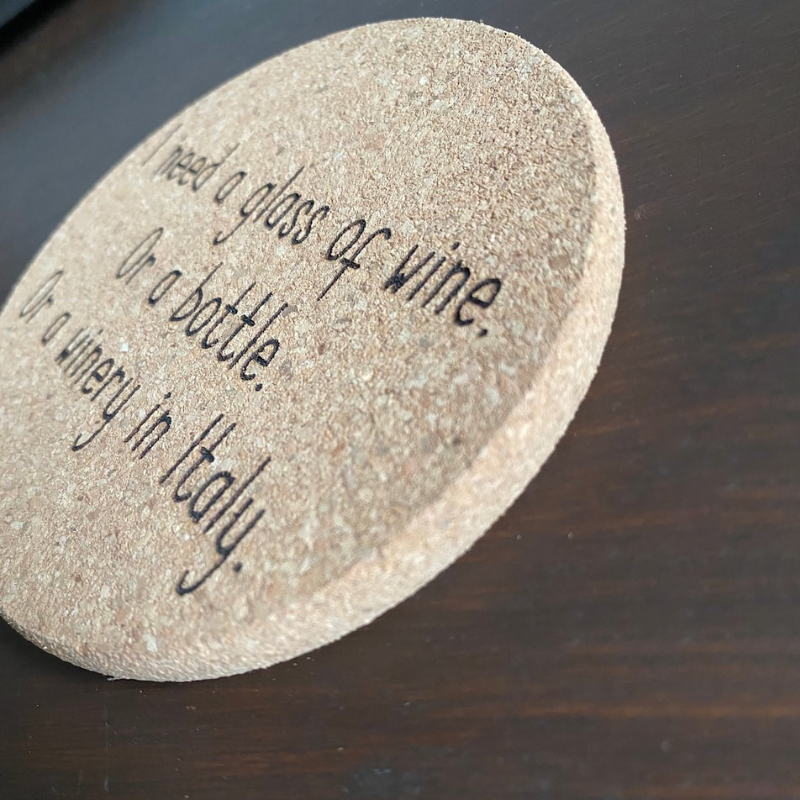 I need a glass of wine.
Or a bottle.
Or a winery in Italy.